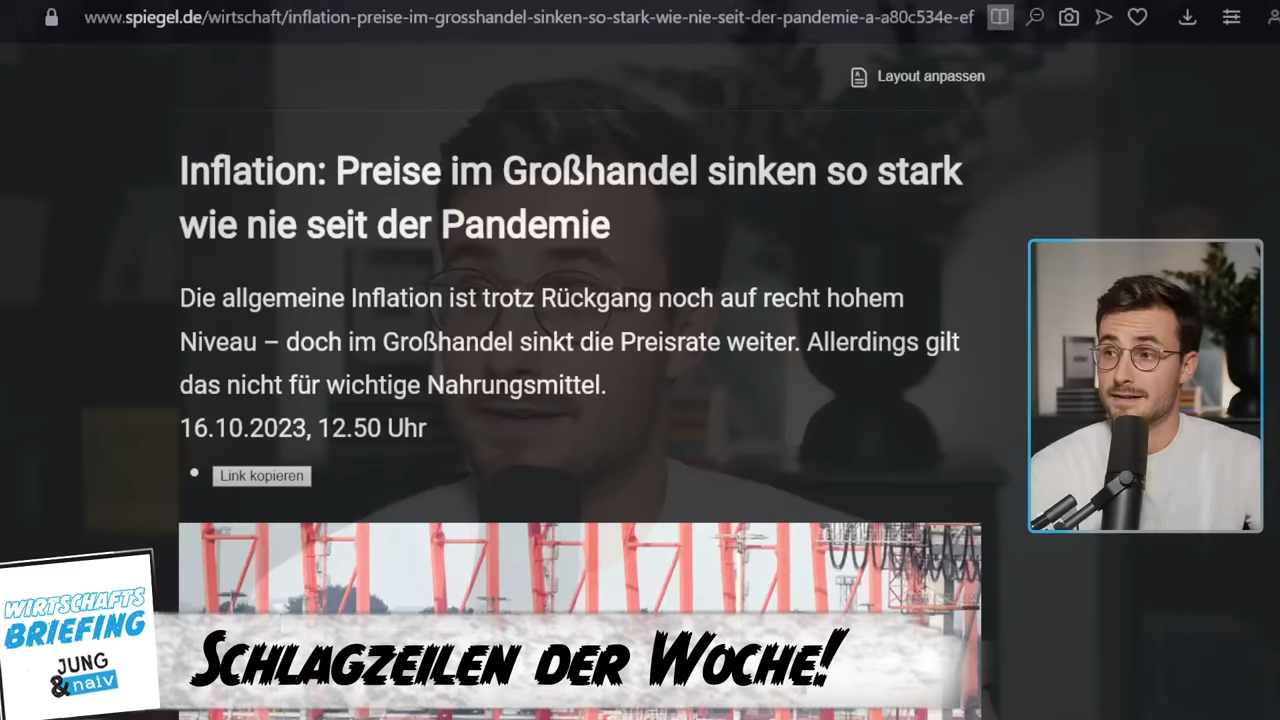 www.spiegel.de/wirtschaft/inflation-preise-im-grosshandel-sinken-so-stark-wie-nie-seit-der-pandemie-a-a80c534e-ef
Layout anpassen
Inflation: Preise im Großhandel sinken so stark
wie nie seit der Pandemie
Die allgemeine Inflation ist trotz Rückgang noch auf recht hohem
Niveau – doch im Großhandel sinkt die Preisrate weiter. Allerdings gilt
das nicht für wichtige Nahrungsmittel.
16.10.2023, 12.50 Uhr
Link kopieren
WIRTSCHAFTS
BRIEFING
JUNG
& naiv
SCHLAGZEILEN DER WOCHE!